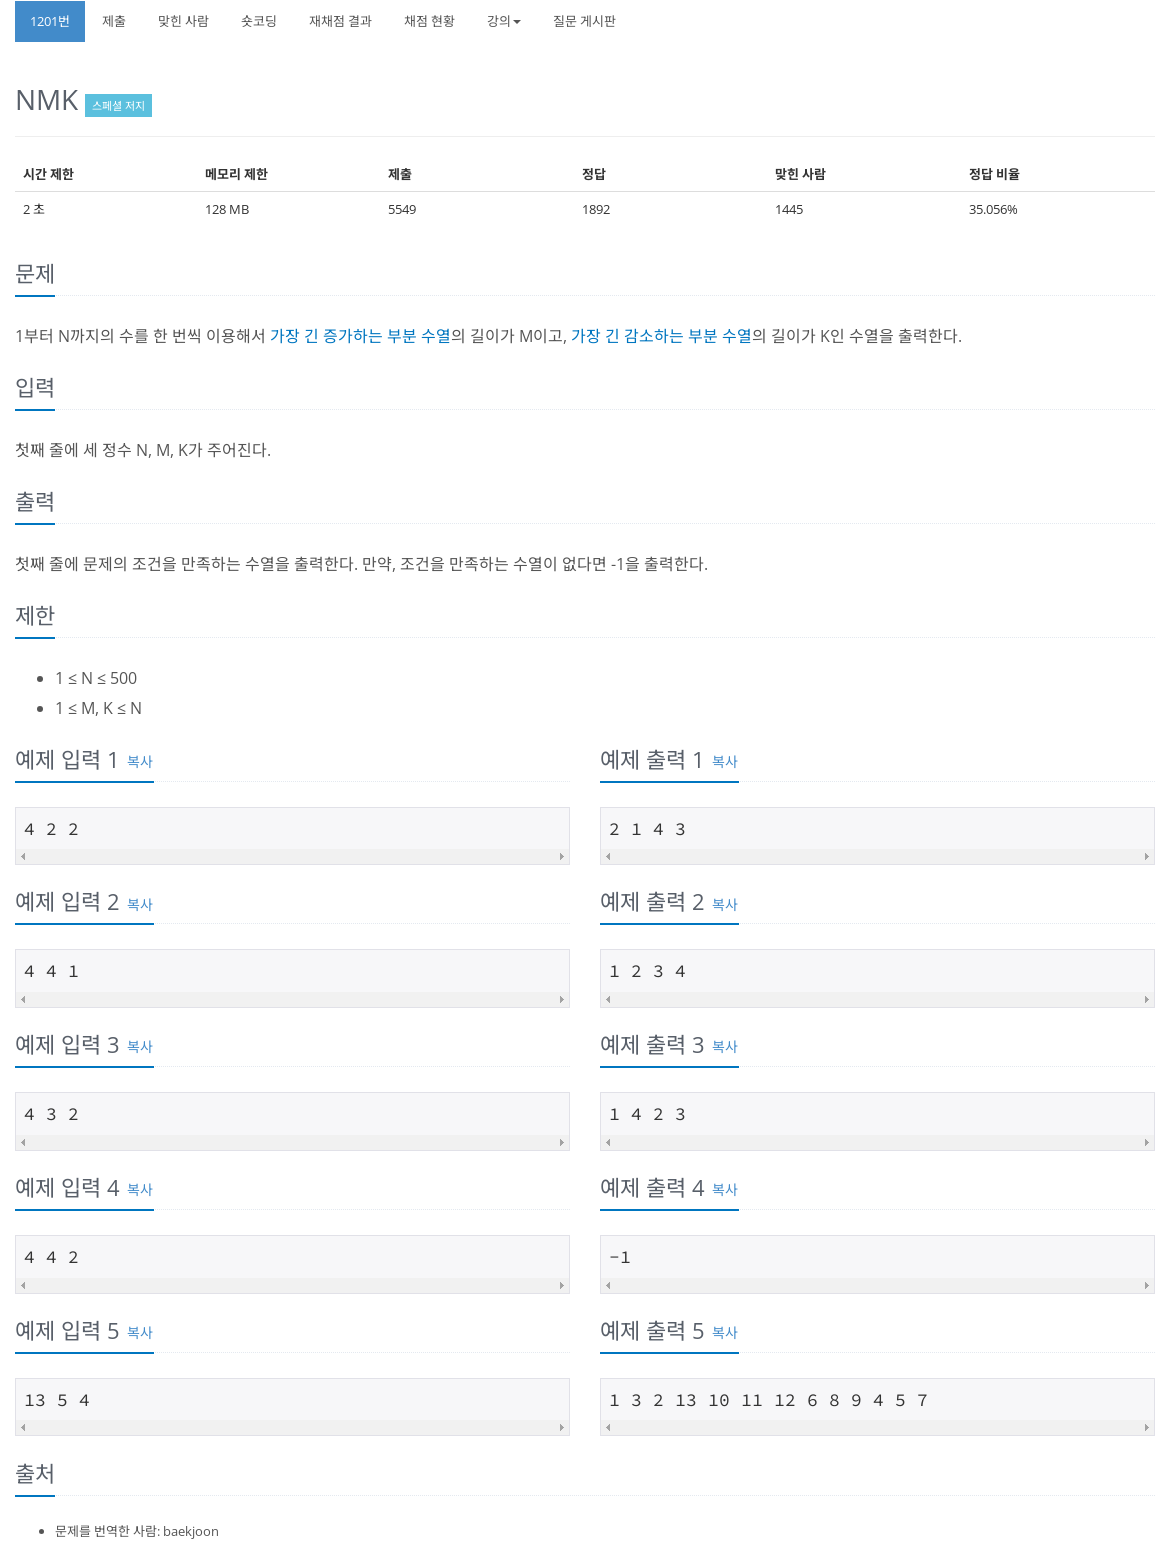 1201번 제출 맞힌 사람 숏코딩 재채점 결과 채점 현황 강의 질문 게시판
NMK 스페셜 저지
시간 제한 메모리 제한 제출 정답 맞힌 사람 정답 비율
2 초 128 MB 5549 1892 1445 35.056%
문제
1부터 N까지의 수를 한 번씩 이용해서 가장 긴 증가하는 부분 수열의 길이가 M이고, 가장 긴 감소하는 부분 수열의 길이가 K인 수열을 출력한다.
입력
첫째 줄에 세 정수 N, M, K가 주어진다.
출력
첫째 줄에 문제의 조건을 만족하는 수열을 출력한다. 만약, 조건을 만족하는 수열이 없다면 -1을 출력한다.
제한
• 1 ≤ N ≤ 500
• 1 ≤ M, K ≤ N
예제 입력 1 복사 예제 출력 1 복사
4 2 2 2 1 4 3
예제 입력 2 복사 예제 출력 2 복사
4 4 1 1 2 3 4
예제 입력 3 복사 예제 출력 3 복사
4 3 2 1 4 2 3
예제 입력 4 복사 예제 출력 4 복사
4 4 2 -1
예제 입력 5 복사 예제 출력 5 복사
13 5 4 1 3 2 13 10 11 12 6 8 9 4 5 7
출처
• 문제를 번역한 사람: baekjoon